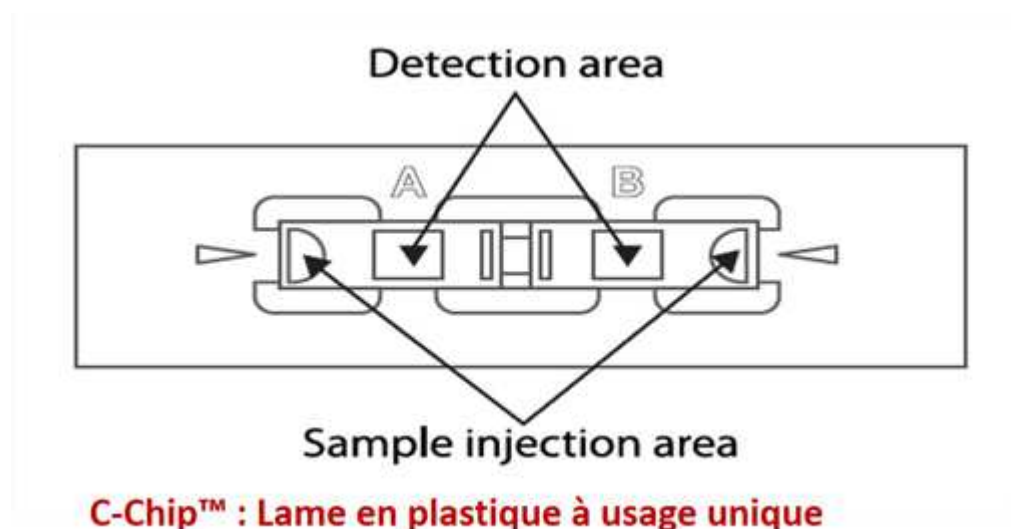 Detection area
A B
Sample injection area
C-Chip™ : Lame en plastique à usage unique